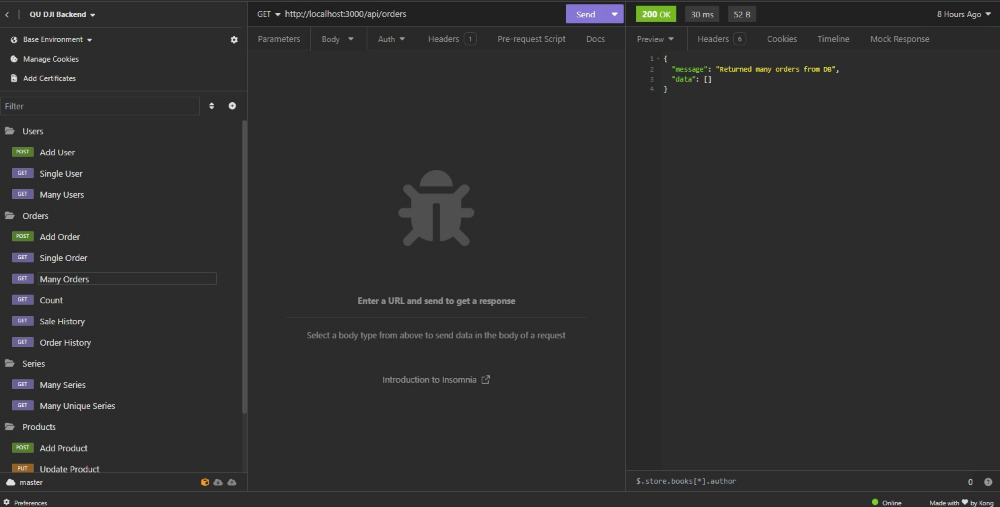 QU DJI Backend
Base Environment
Manage Cookies
Add Certificates
Filter
Users
POST Add User
GET Single User
GET Many Users
Orders
POST Add Order
GET Single Order
GET Many Orders
GET Count
GET Sale History
GET Order History
Series
GET Many Series
GET Many Unique Series
Products
POST Add Product
PUT Update Product
master
Preferences
GET http://localhost:3000/api/orders
Send
Parameters Body Auth Headers 1 Pre-request Script Docs
Enter a URL and send to get a response
Select a body type from above to send data in the body of a request
Introduction to Insomnia
200 OK 30 ms 52 B 8 Hours Ago
Preview Headers 6 Cookies Timeline Mock Response
1 {
2 "message": "Returned many orders from DB",
3 "data": []
4 }
$.store.books[*].author 0 ?
Online Made with ♥ by Kong